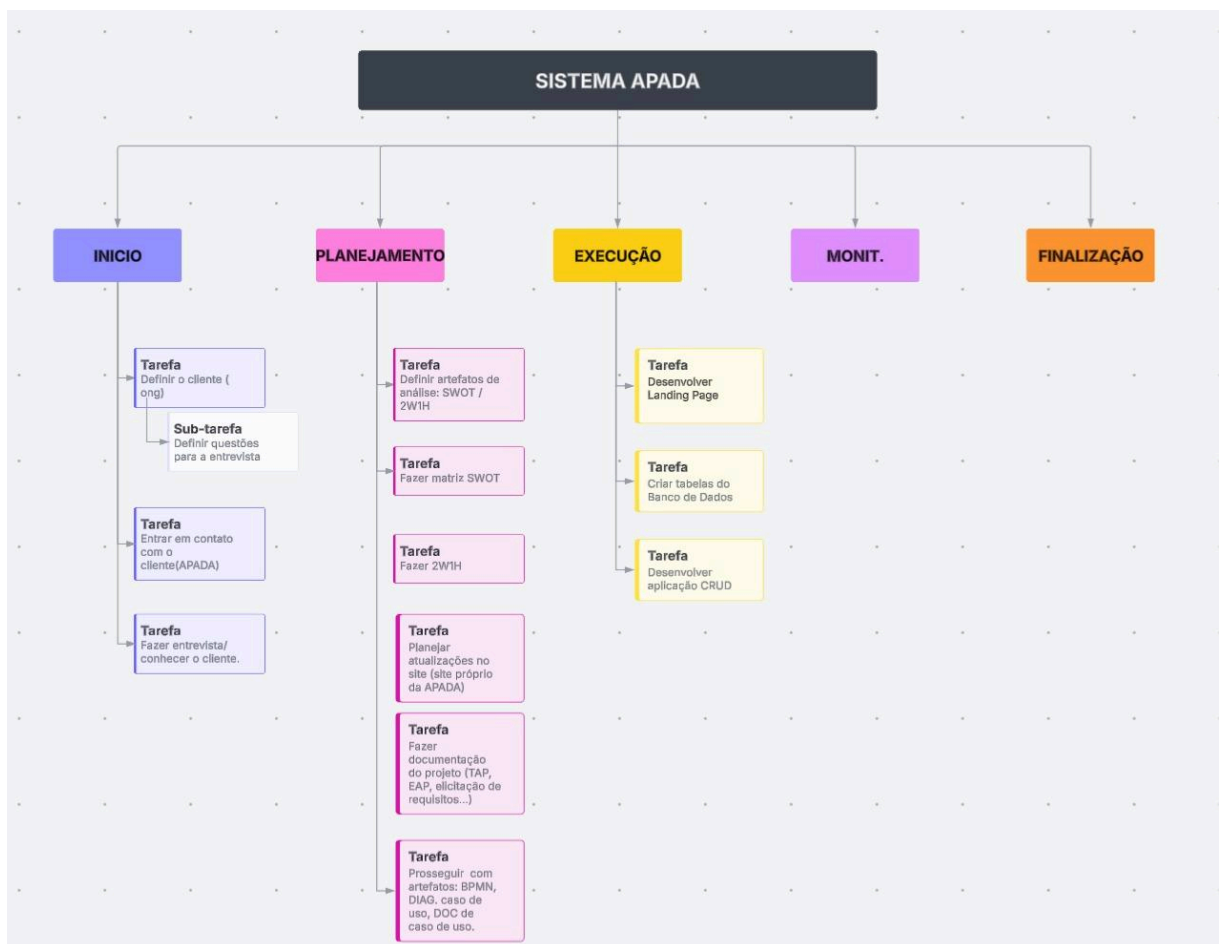 SISTEMA APADA
INICIO
PLANEJAMENTO
EXECUÇÃO
MONIT.
FINALIZAÇÃO
Tarefa
Definir o cliente (
ong)
Sub-tarefa
Definir questões
para a entrevista
Tarefa
Entrar em contato
com o
cliente(APADA)
Tarefa
Fazer entrevista/
conhecer o cliente.
Tarefa
Definir artefatos de
análise: SWOT /
2W1H
Tarefa
Fazer matriz SWOT
Tarefa
Fazer 2W1H
Tarefa
Planejar
atualizações no
site (site próprio
da APADA)
Tarefa
Fazer
documentação
do projeto (TAP,
EAP, elicitação de
requisitos...)
Tarefa
Prosseguir com
artefatos: BPMN,
DIAG. caso de
uso, DOC de
caso de uso.
Tarefa
Desenvolver
Landing Page
Tarefa
Criar tabelas do
Banco de Dados
Tarefa
Desenvolver
aplicação CRUD